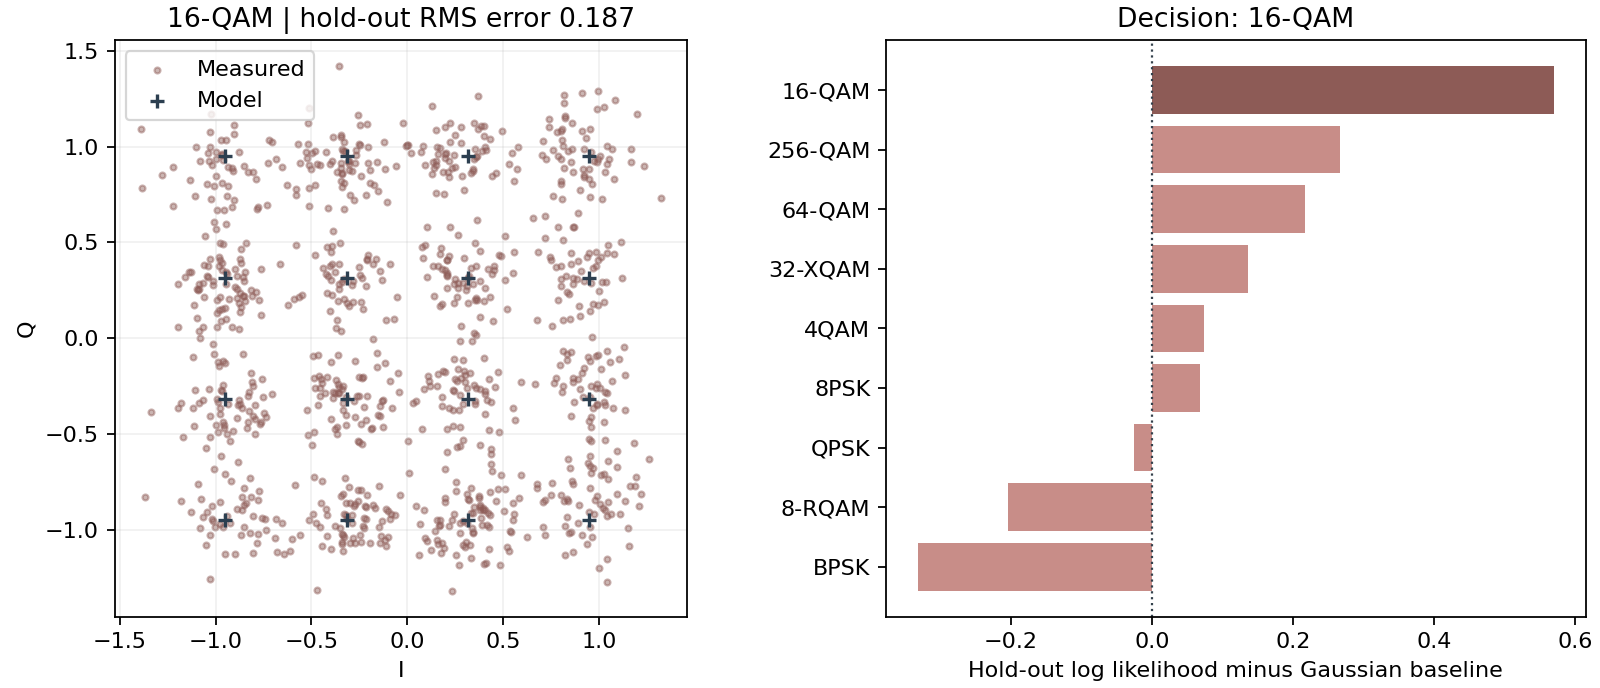 16-QAM | hold-out RMS error 0.187
Measured
Model
1.5
1.0
0.5
0.0
−0.5
−1.0
Q
−1.5
−1.0
−0.5
0.0
0.5
1.0
I
Decision: 16-QAM
16-QAM
256-QAM
64-QAM
32-XQAM
4QAM
8PSK
QPSK
8-RQAM
BPSK
−0.2
0.0
0.2
0.4
0.6
Hold-out log likelihood minus Gaussian baseline